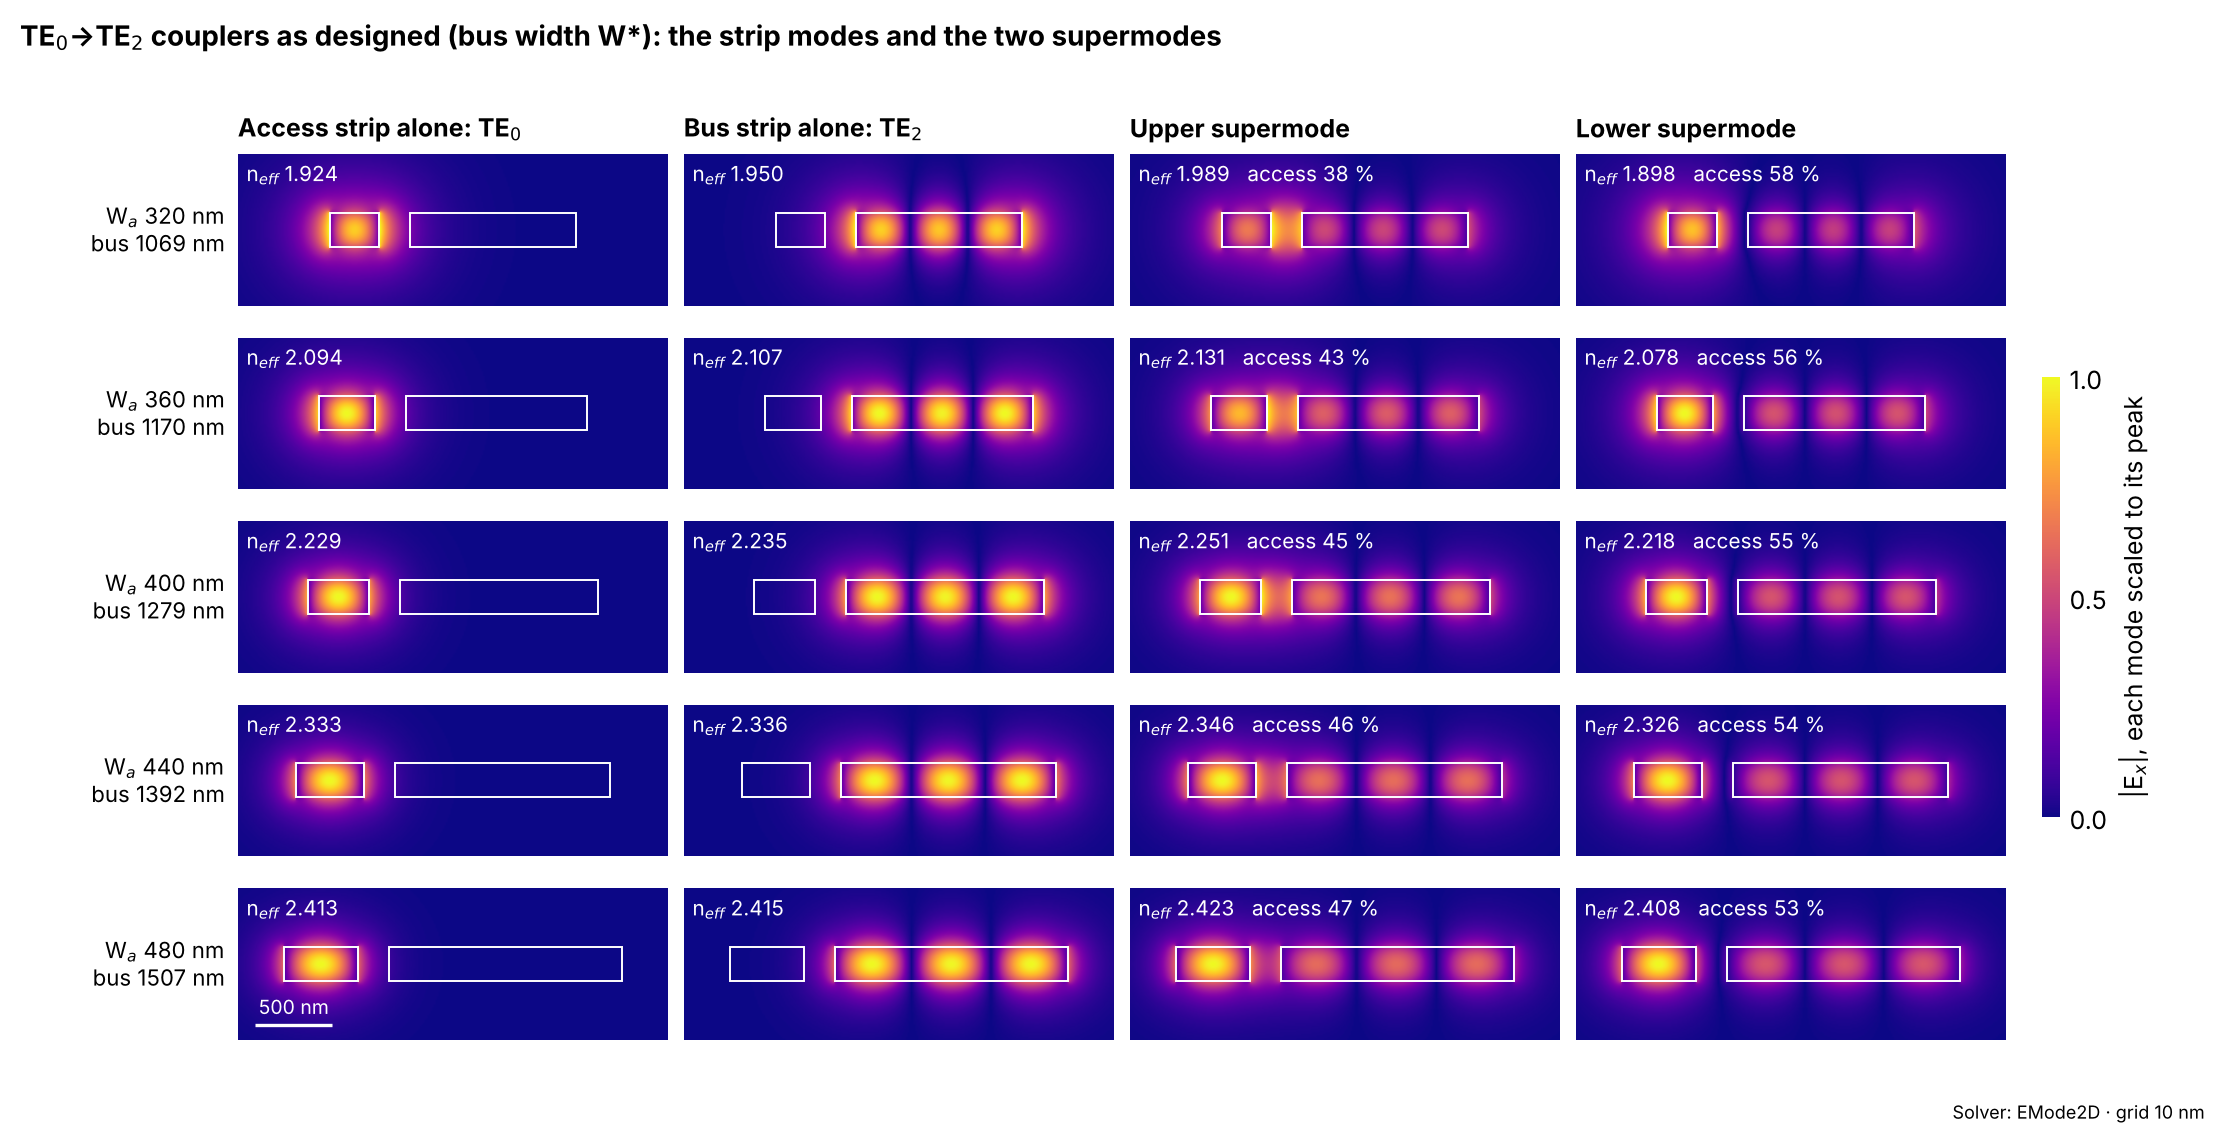 TE₀→TE₂ couplers as designed (bus width W*): the strip modes and the two supermodes
Access strip alone: TE₀
Bus strip alone: TE₂
Upper supermode
Lower supermode
Wₐ 320 nm
bus 1069 nm
n_eff 1.924
n_eff 1.950
n_eff 1.989 access 38 %
n_eff 1.898 access 58 %
Wₐ 360 nm
bus 1170 nm
n_eff 2.094
n_eff 2.107
n_eff 2.131 access 43 %
n_eff 2.078 access 56 %
Wₐ 400 nm
bus 1279 nm
n_eff 2.229
n_eff 2.235
n_eff 2.251 access 45 %
n_eff 2.218 access 55 %
Wₐ 440 nm
bus 1392 nm
n_eff 2.333
n_eff 2.336
n_eff 2.346 access 46 %
n_eff 2.326 access 54 %
Wₐ 480 nm
bus 1507 nm
n_eff 2.413
500 nm
n_eff 2.415
n_eff 2.423 access 47 %
n_eff 2.408 access 53 %
1.0
0.5
0.0
|Eₓ|, each mode scaled to its peak
Solver: EMode2D · grid 10 nm